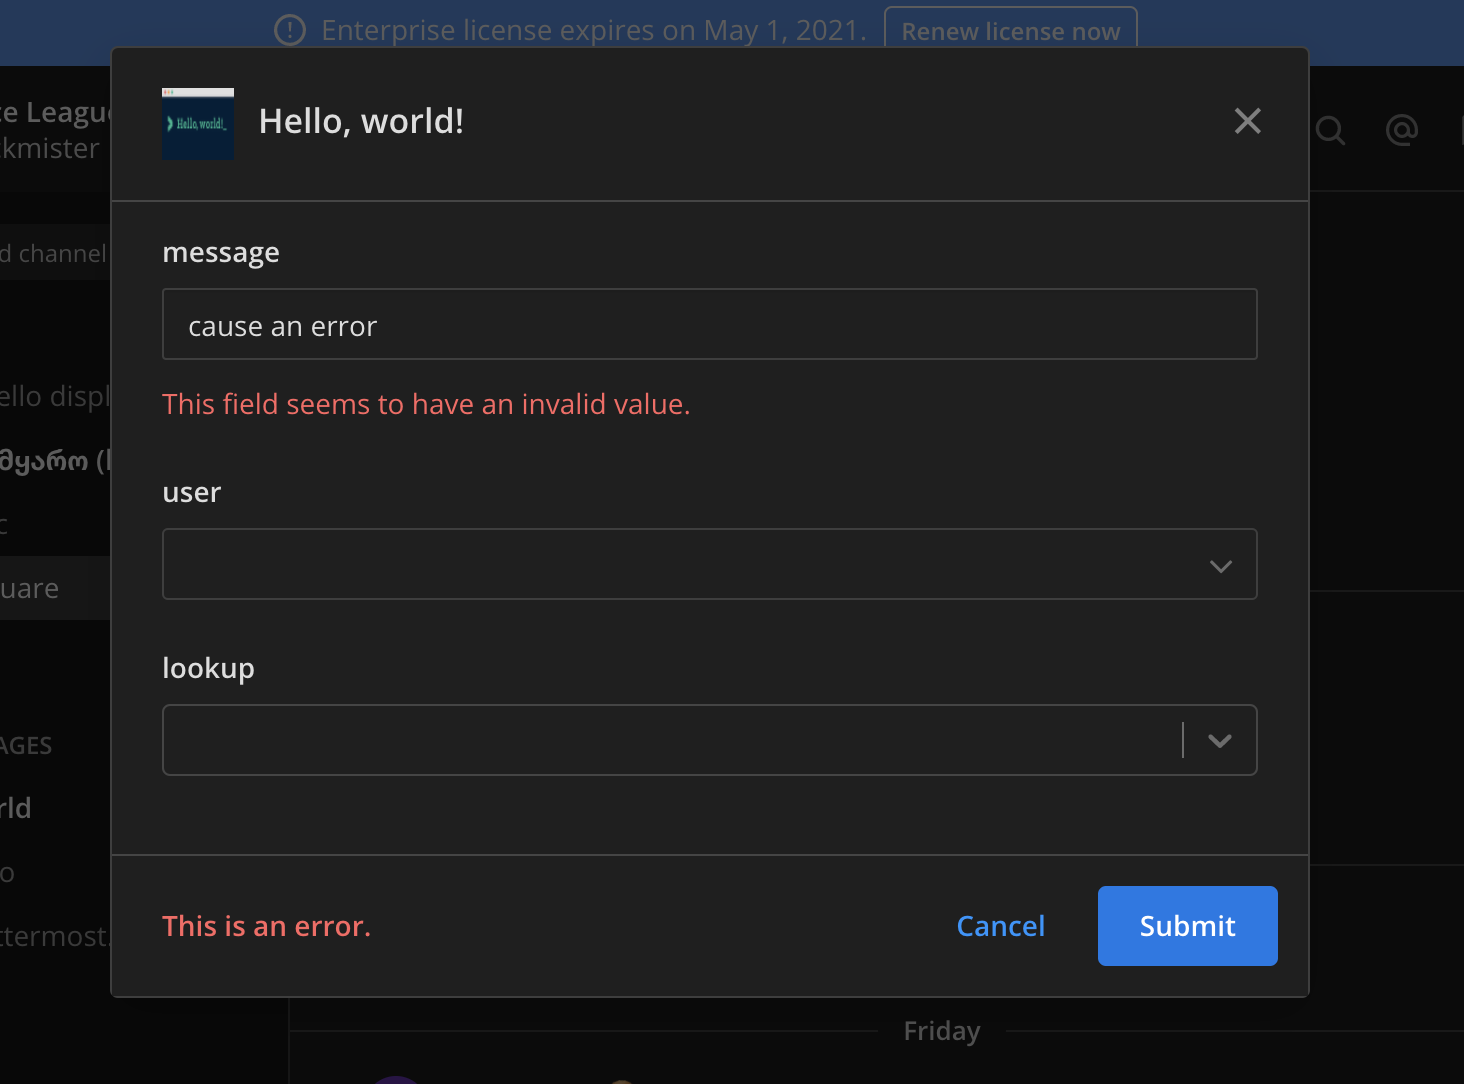 Enterprise license expires on May 1, 2021.
Renew license now
Hello, world!_
Hello, world!
kmister
d channel
message
cause an error
This field seems to have an invalid value.
ello displ
მყარო (l
user
c
uare
lookup
AGES
rld
o
This is an error.
Cancel
Submit
ttermost.
Friday